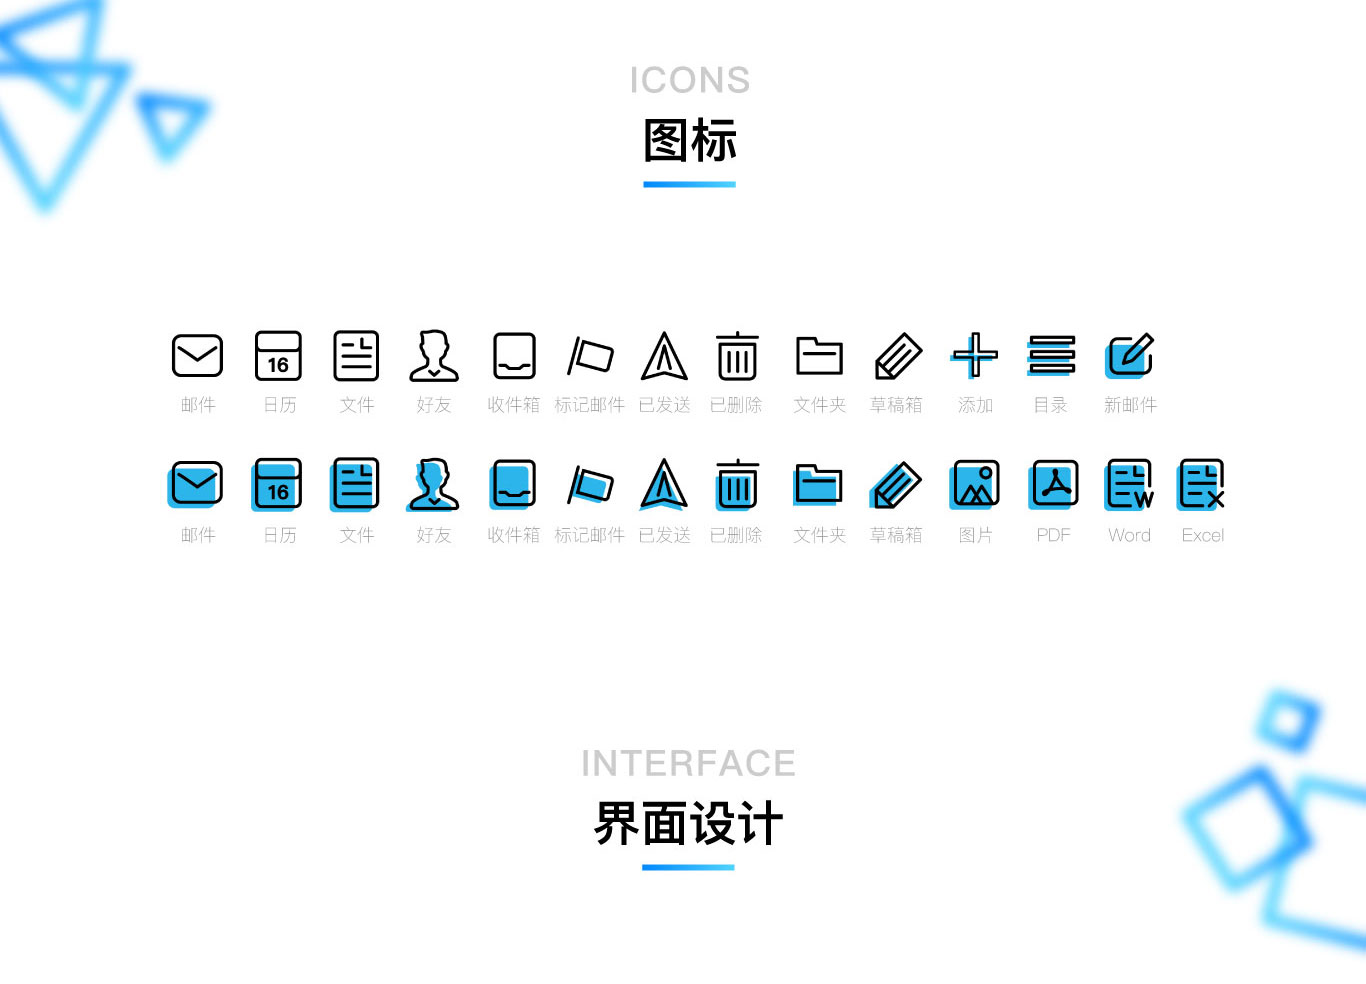 ICONS
图标
16
邮件 日历 文件 好友 收件箱 标记邮件 已发送 已删除 文件夹 草稿箱 添加 目录 新邮件
16 W X
邮件 日历 文件 好友 收件箱 标记邮件 已发送 已删除 文件夹 草稿箱 图片 PDF Word Excel
INTERFACE
界面设计